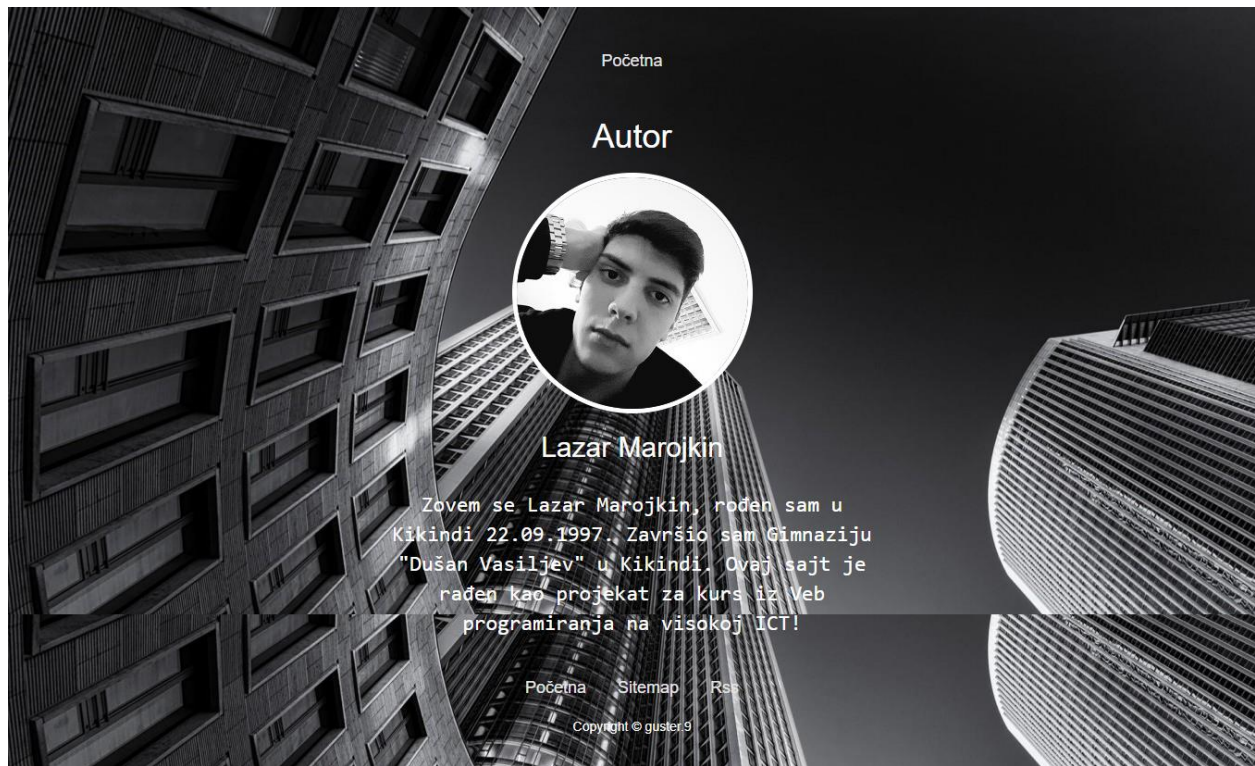 Početna
Autor
Lazar Marojkin
Zovem se Lazar Marojkin, rođen sam u
Kikindi 22.09.1997. Završio sam Gimnaziju
"Dušan Vasiljev" u Kikindi. Ovaj sajt je
rađen kao projekat za kurs iz Veb
programiranja na visokoj ICT!
Početna Sitemap Rss
Copyright © guster.9